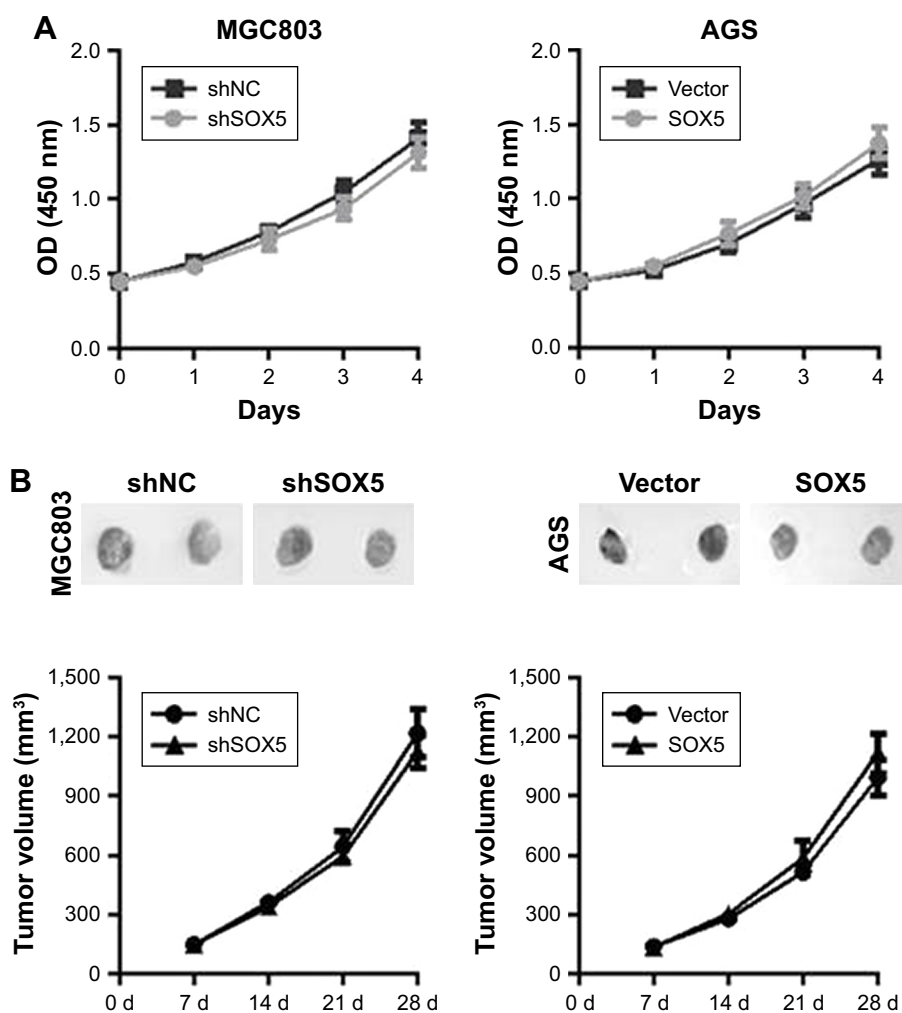 A
MGC803
AGS
2.0
1.5
1.0
0.5
0.0
OD (450 nm)
shNC
shSOX5
0 1 2 3 4
Days
2.0
1.5
1.0
0.5
0.0
OD (450 nm)
Vector
SOX5
0 1 2 3 4
Days
B
MGC803
shNC
shSOX5
AGS
Vector
SOX5
1,500
1,200
900
600
300
0
Tumor volume (mm³)
shNC
shSOX5
0 d 7 d 14 d 21 d 28 d
1,500
1,200
900
600
300
0
Tumor volume (mm³)
Vector
SOX5
0 d 7 d 14 d 21 d 28 d